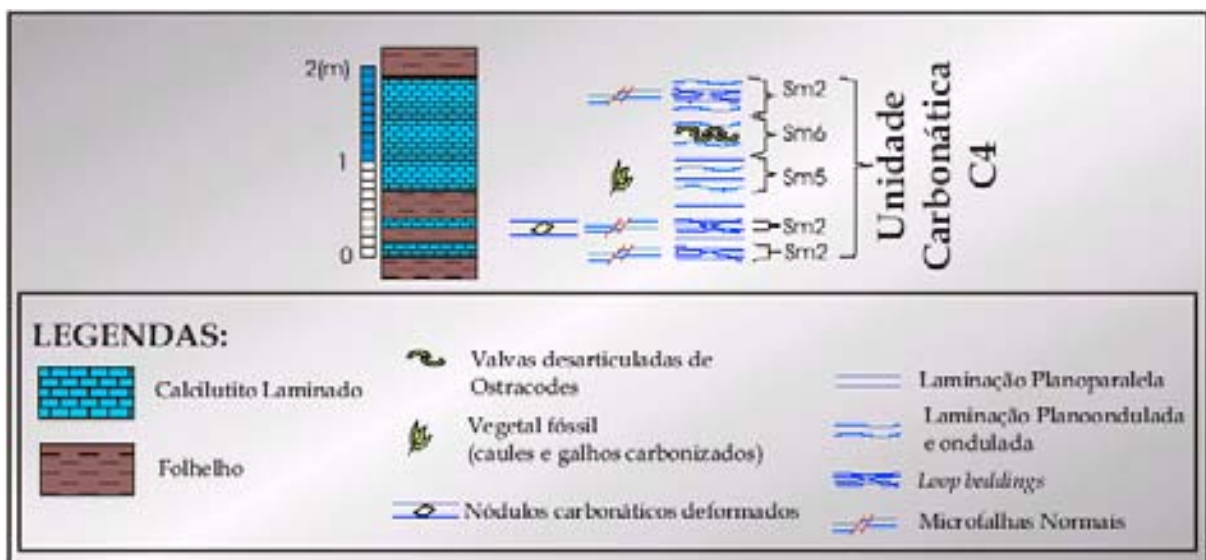 2(m)
1
0
Sm2
Sm6
Sm5
Sm2
Sm2
Unidade
Carbonática
C4
LEGENDAS:
Calcilutito Laminado
Folhelho
Valvas desarticuladas de
Ostracodes
Vegetal fóssil
(caules e galhos carbonizados)
Nódulos carbonáticos deformados
Laminação Planoparalela
Laminação Planoondulada
e ondulada
Loop beddings
Microfalhas Normais